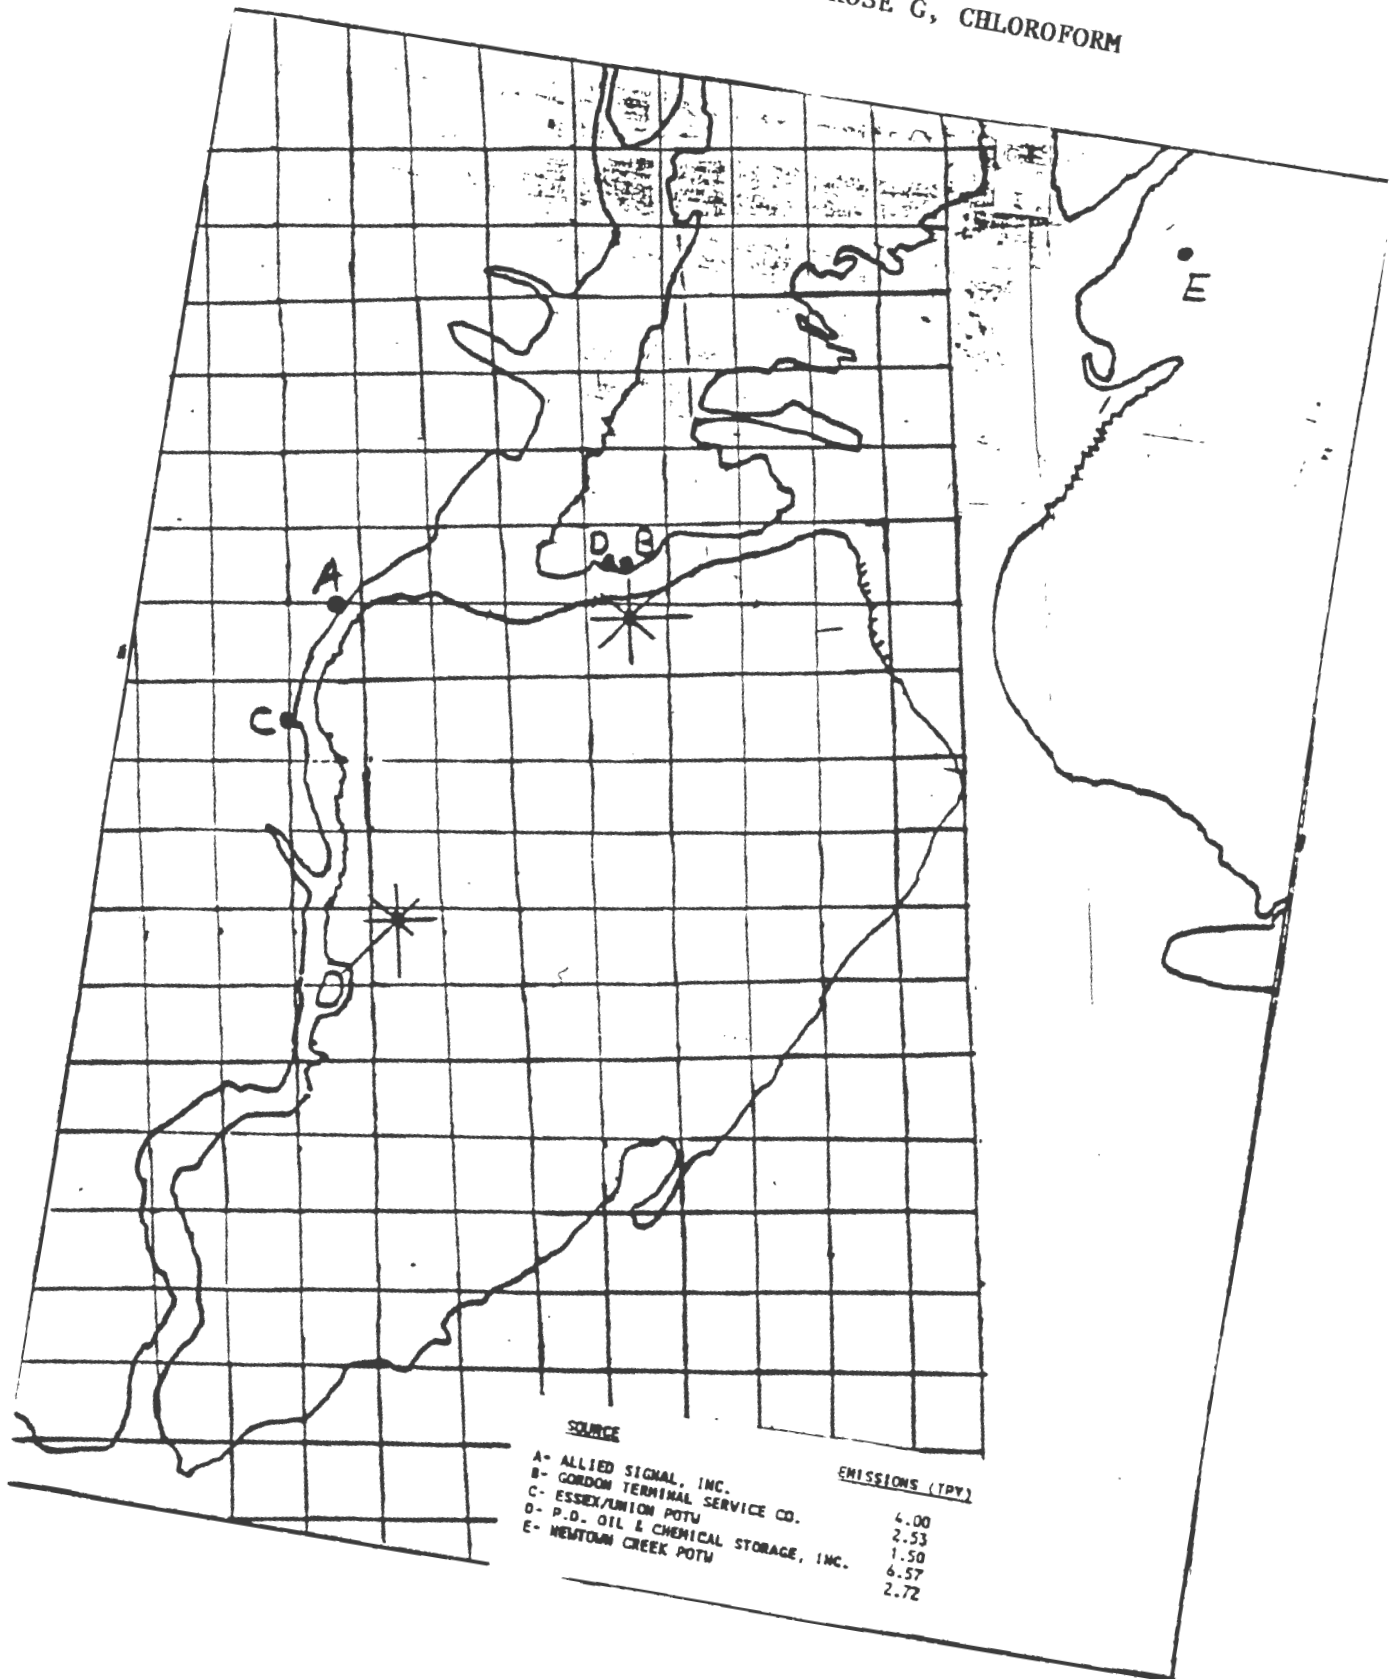 G, CHLOROFORM
E
D B
A
C
SOURCE EMISSIONS (TPY)
A- ALLIED SIGNAL, INC. 4.00
B- GORDON TERMINAL SERVICE CO. 2.53
C- ESSEX/UNION POTW 1.50
D- P.D. OIL & CHEMICAL STORAGE, INC. 6.57
E- NEWTOWN CREEK POTW 2.72